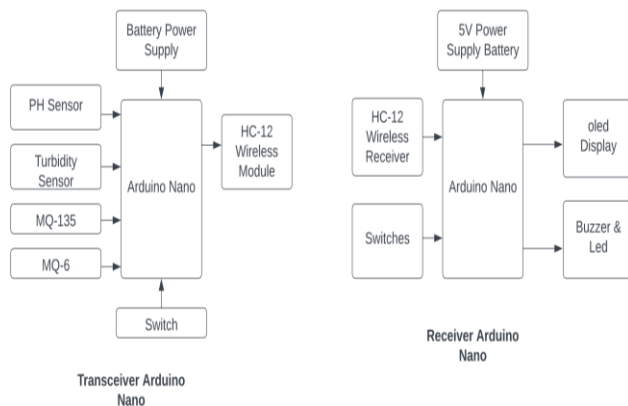 Battery Power
Supply
PH Sensor
Turbidity
Sensor
MQ-135
MQ-6
Arduino Nano
HC-12
Wireless
Module
Switch
Transceiver Arduino
Nano
5V Power
Supply Battery
HC-12
Wireless
Receiver
Switches
Arduino Nano
oled
Display
Buzzer &
Led
Receiver Arduino
Nano